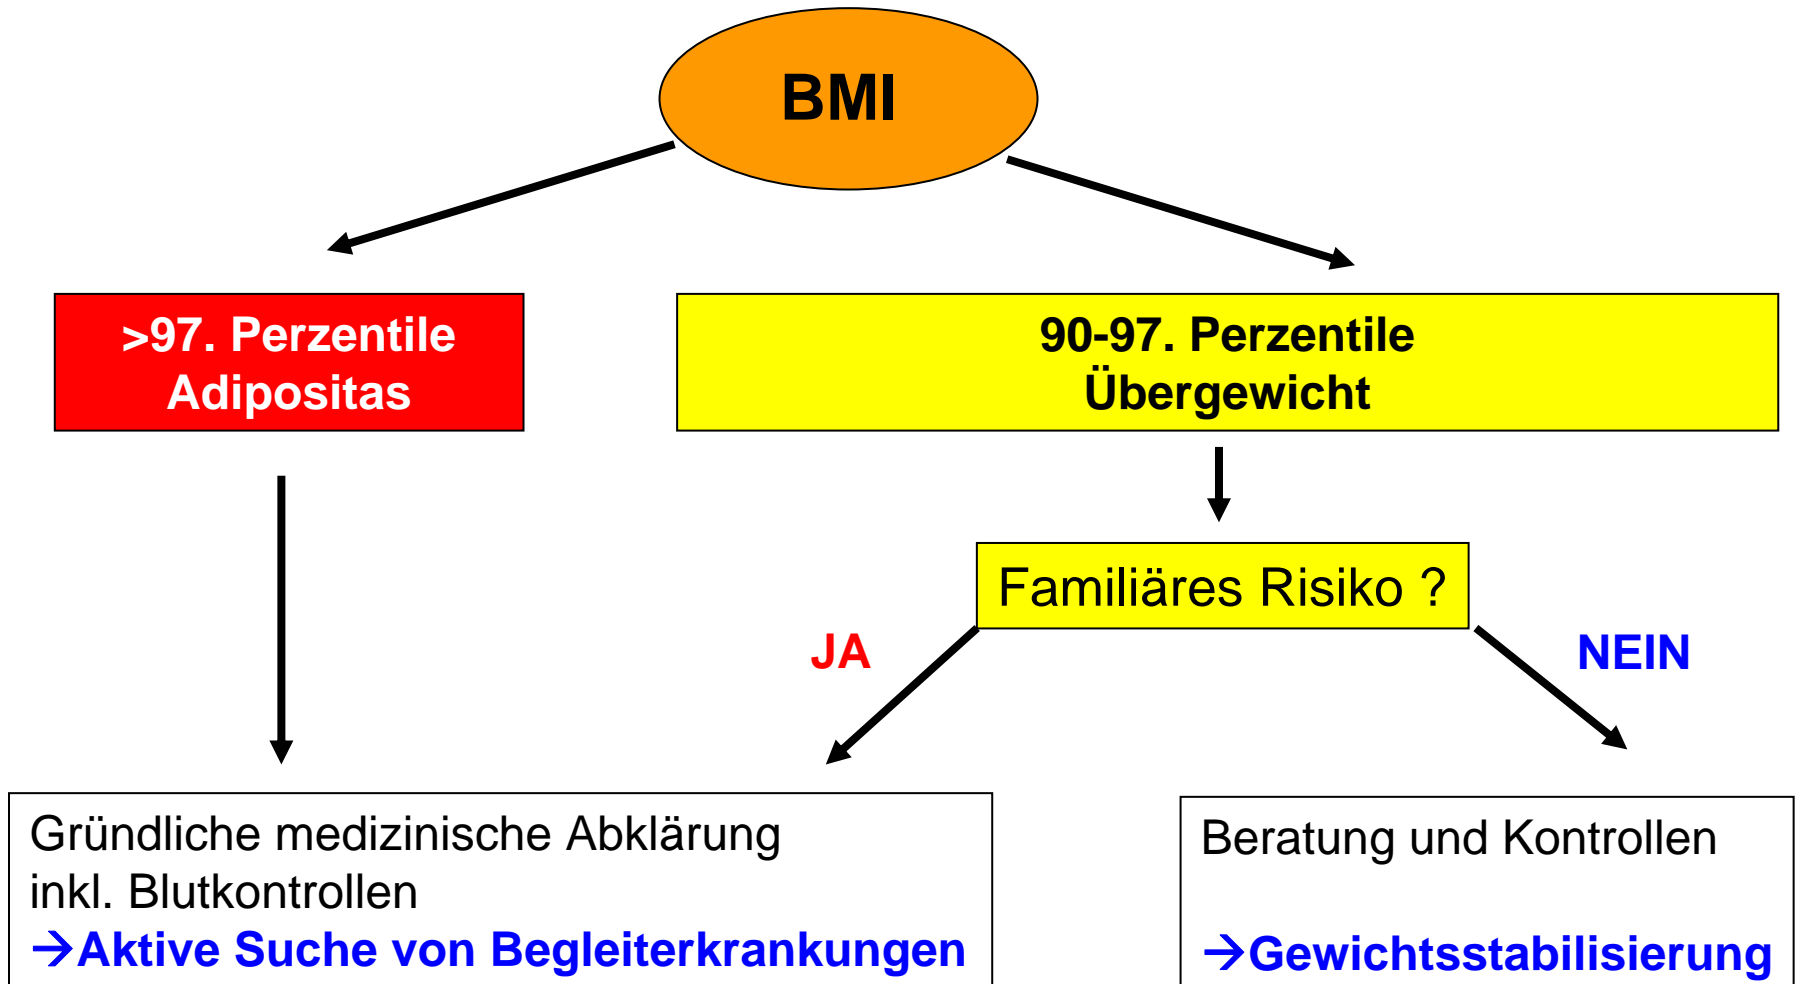 BMI
>97. Perzentile
Adipositas
90-97. Perzentile
Übergewicht
Familiäres Risiko ?
JA
NEIN
Gründliche medizinische Abklärung
inkl. Blutkontrollen
→Aktive Suche von Begleiterkrankungen
Beratung und Kontrollen
→Gewichtsstabilisierung